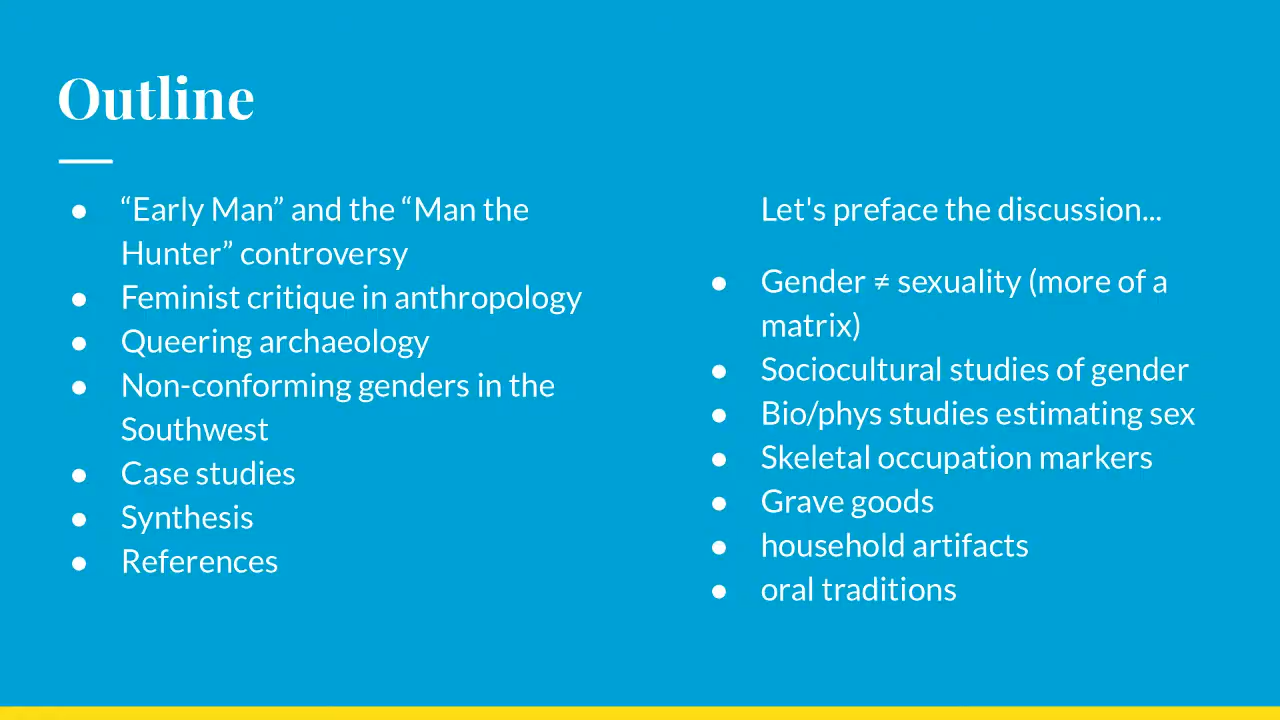 Outline
● “Early Man” and the “Man the
Hunter” controversy
● Feminist critique in anthropology
● Queering archaeology
● Non-conforming genders in the
Southwest
● Case studies
● Synthesis
● References
Let's preface the discussion...
● Gender ≠ sexuality (more of a
matrix)
● Sociocultural studies of gender
● Bio/phys studies estimating sex
● Skeletal occupation markers
● Grave goods
● household artifacts
● oral traditions